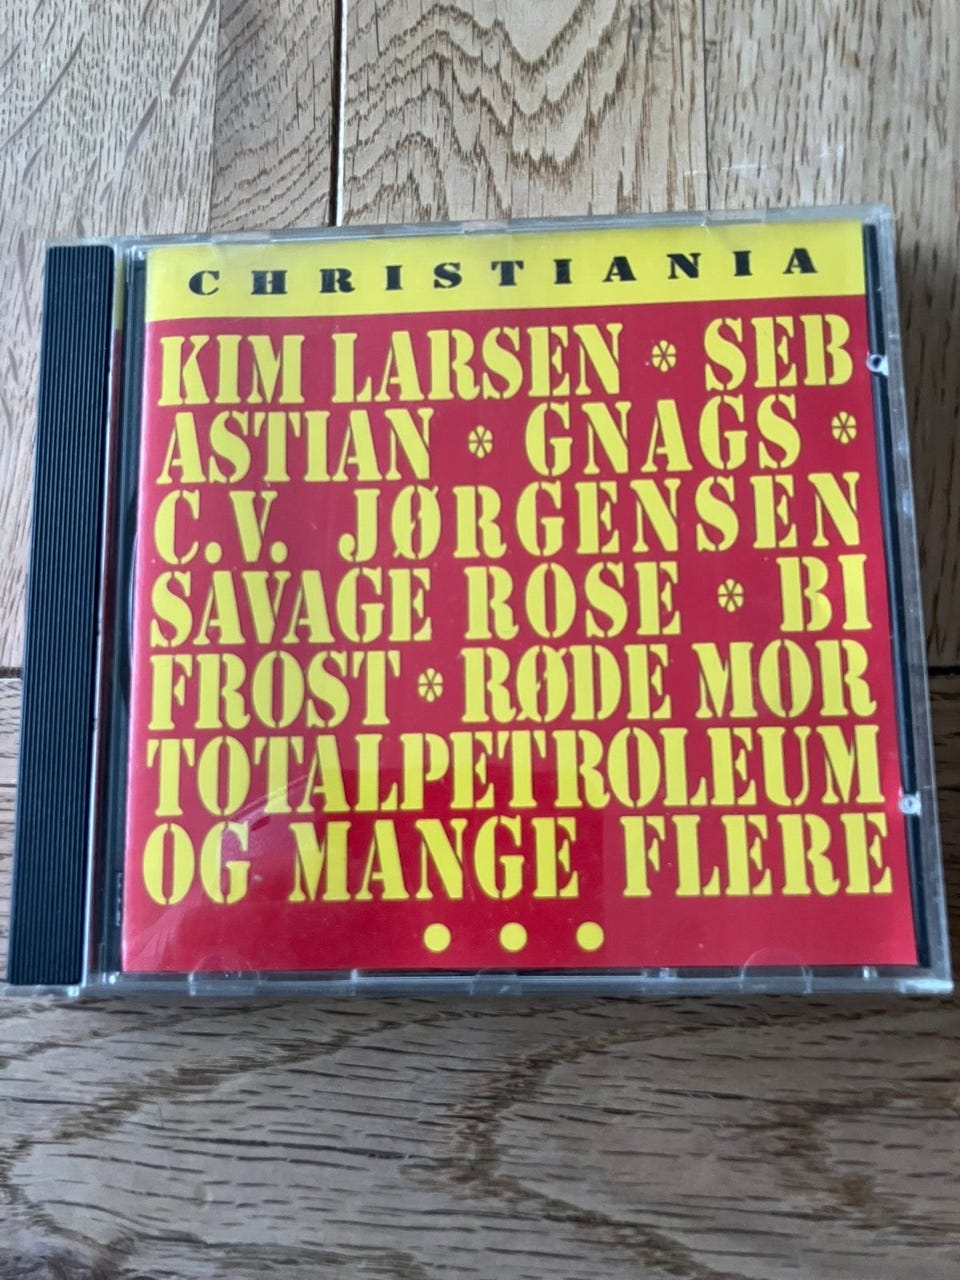 CHRISTIANIA
KIM LARSEN * SEB
ASTIAN * GNAGS *
C.V. JØRGENSEN
SAVAGE ROSE * BI
FROST * RØDE MOR
TOTALPETROLEUM
OG MANGE FLERE
...